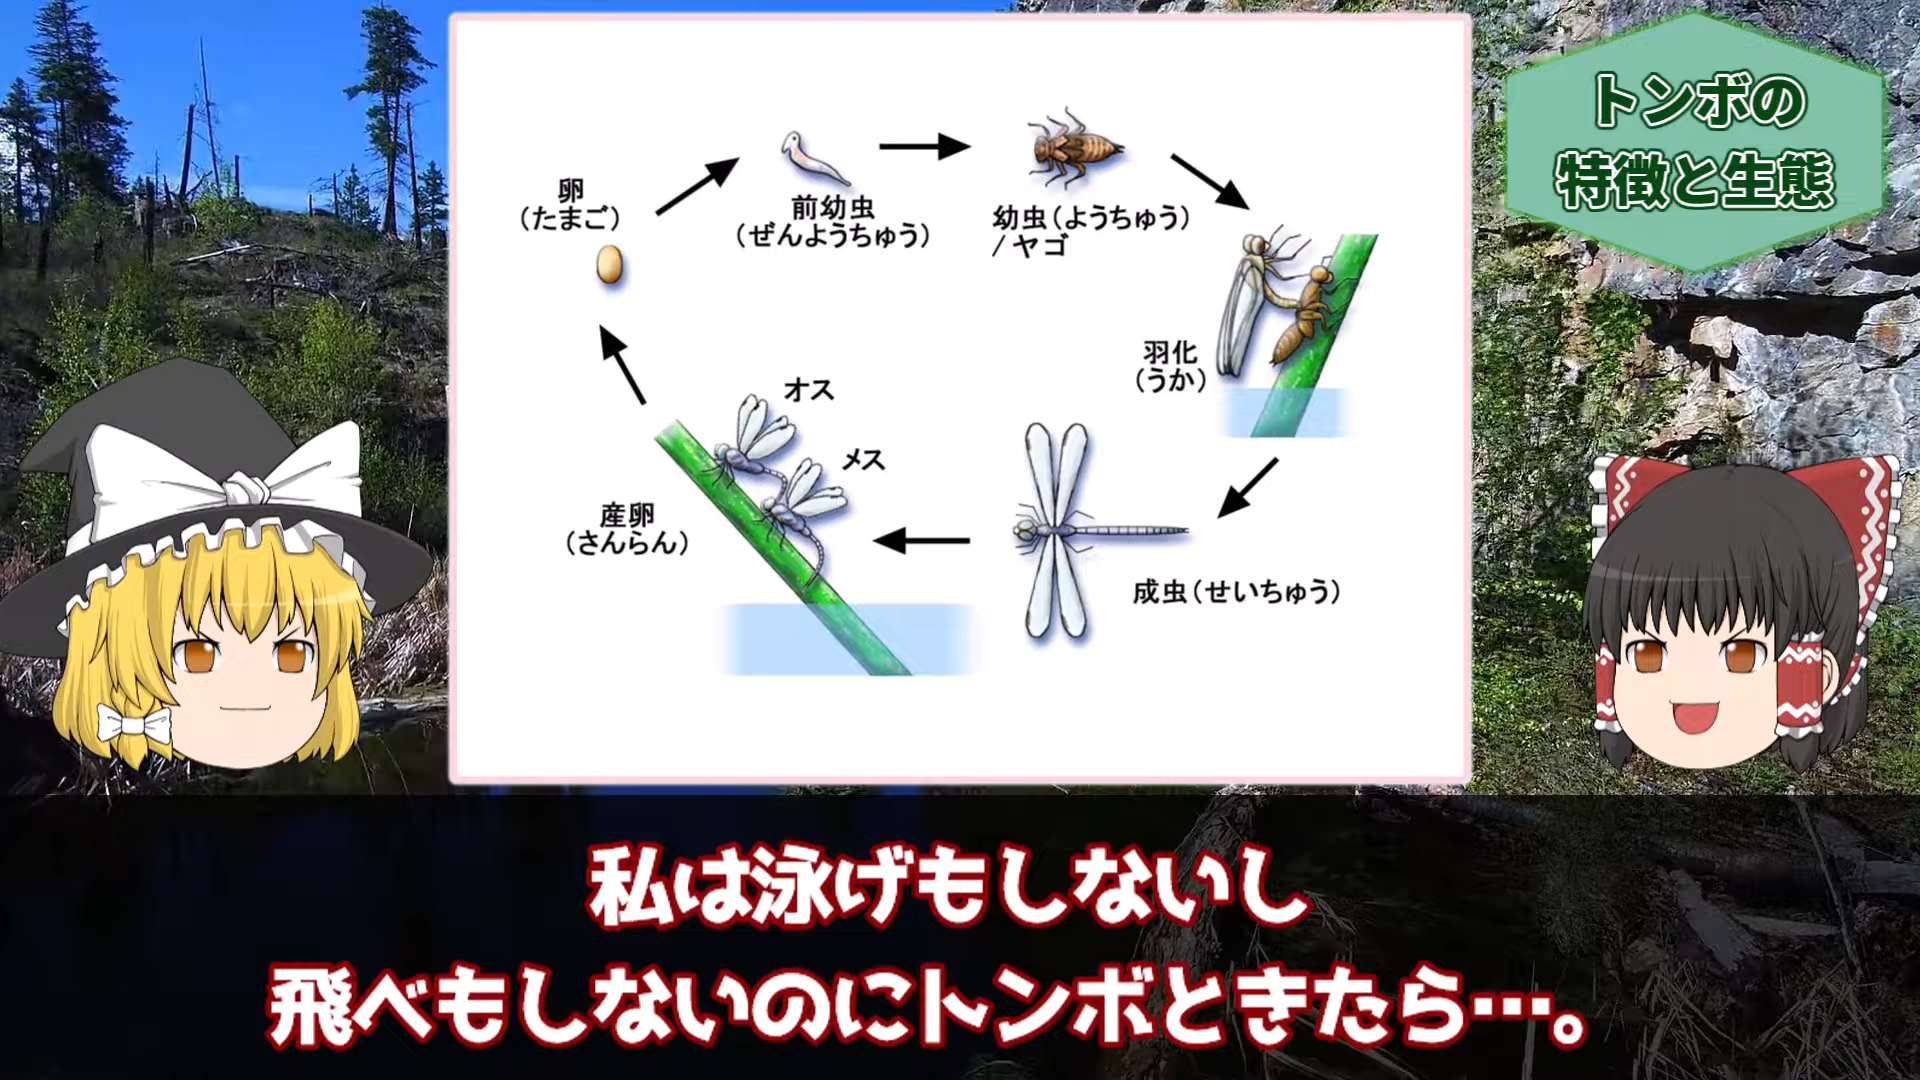 トンボの
特徴と生態
卵
（たまご）
前幼虫
（ぜんようちゅう）
幼虫（ようちゅう）
/ヤゴ
羽化
（うか）
オス
メス
産卵
（さんらん）
成虫（せいちゅう）
私は泳げもしないし
飛べもしないのにトンボときたら…。